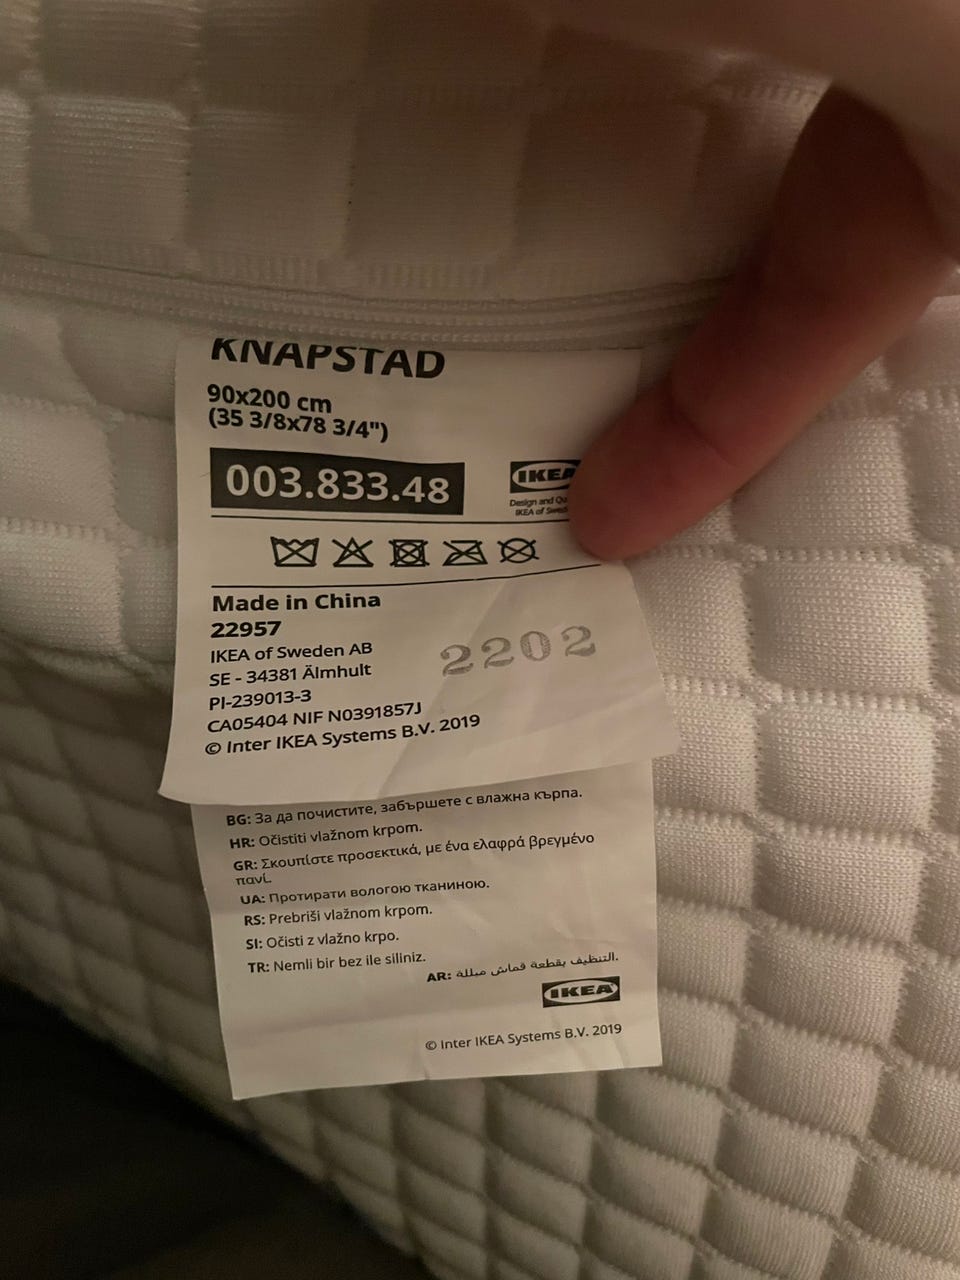 KNAPSTAD
90x200 cm
(35 3/8x78 3/4")
003.833.48
IKEA
Design and
IKEA of
Made in China
22957
IKEA of Sweden AB
SE - 34381 Älmhult
PI-239013-3
CA05404 NIF N0391857J
© Inter IKEA Systems B.V. 2019
2202
BG: За да почистите, забършете с влажна кърпа.
HR: Očistiti vlažnom krpom.
GR: Σκουπίστε προσεκτικά, με ένα ελαφρά βρεγμένο
πανί.
UA: Протирати вологою тканиною.
RS: Prebriši vlažnom krpom.
SI: Očisti z vlažno krpo.
TR: Nemli bir bez ile siliniz.
AR: التنظيف بقطعة قماش مبللة.
IKEA
© Inter IKEA Systems B.V. 2019